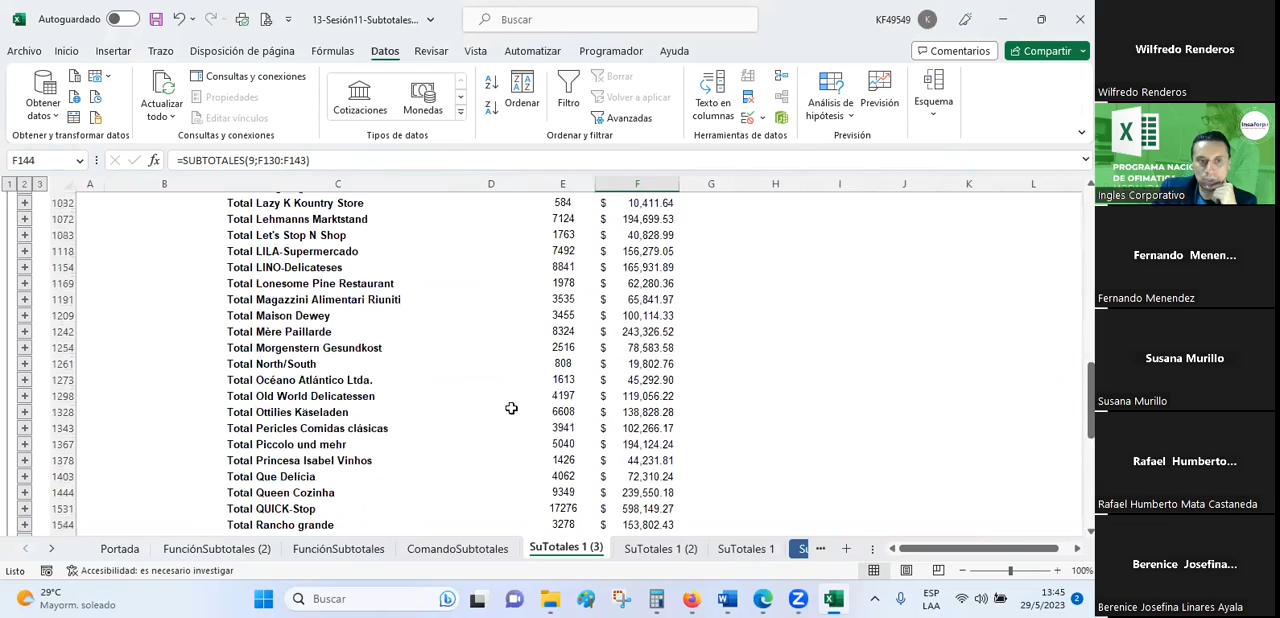 Autoguardado 13-Sesión11-Subtotales... Buscar KF49549 K
Archivo Inicio Insertar Trazo Disposición de página Fórmulas Datos Revisar Vista Automatizar Programador Ayuda Comentarios Compartir
Obtener datos
Actualizar todo
Consultas y conexiones
Propiedades
Editar vínculos
Cotizaciones Monedas
Ordenar
Filtro
Borrar
Volver a aplicar
Avanzadas
Texto en columnas
Análisis de hipótesis
Previsión
Esquema
Obtener y transformar datos Consultas y conexiones Tipos de datos Ordenar y filtrar Herramientas de datos Previsión
F144 fx =SUBTOTALES(9;F130:F143)
1 2 3 A B C D E F G H I J K L
1032 Total Lazy K Kountry Store 584 $ 10,411.64
1072 Total Lehmanns Marktstand 7124 $ 194,699.53
1083 Total Let's Stop N Shop 1763 $ 40,828.99
1118 Total LILA-Supermercado 7492 $ 156,279.05
1154 Total LINO-Delicateses 8841 $ 165,931.89
1169 Total Lonesome Pine Restaurant 1978 $ 62,280.36
1191 Total Magazzini Alimentari Riuniti 3535 $ 65,841.97
1209 Total Maison Dewey 3455 $ 100,114.33
1242 Total Mère Paillarde 8324 $ 243,326.52
1254 Total Morgenstern Gesundkost 2516 $ 78,583.58
1261 Total North/South 808 $ 19,802.76
1273 Total Océano Atlántico Ltda. 1613 $ 45,292.90
1298 Total Old World Delicatessen 4197 $ 119,056.22
1328 Total Ottilies Käseladen 6608 $ 138,828.28
1343 Total Pericles Comidas clásicas 3941 $ 102,266.17
1367 Total Piccolo und mehr 5040 $ 194,124.24
1378 Total Princesa Isabel Vinhos 1426 $ 44,231.81
1403 Total Que Delícia 4062 $ 72,310.24
1444 Total Queen Cozinha 9349 $ 239,550.18
1531 Total QUICK-Stop 17276 $ 598,149.27
1544 Total Rancho grande 3278 $ 153,802.43
Portada FunciónSubtotales (2) FunciónSubtotales ComandoSubtotales SuTotales 1 (3) SuTotales 1 (2) SuTotales 1 Su ...
Listo Accesibilidad: es necesario investigar 100%
29°C
Mayorm. soleado
Buscar
ESP
LAA
13:45
29/5/2023
2
Wilfredo Renderos
Wilfredo Renderos
Insaforp
PROGRAMA NACIO
DE OFIMÁTICA
Ingles Corporativo
Fernando Menen...
Fernando Menendez
Susana Murillo
Susana Murillo
Rafael Humberto...
Rafael Humberto Mata Castaneda
Berenice Josefina...
Berenice Josefina Linares Ayala